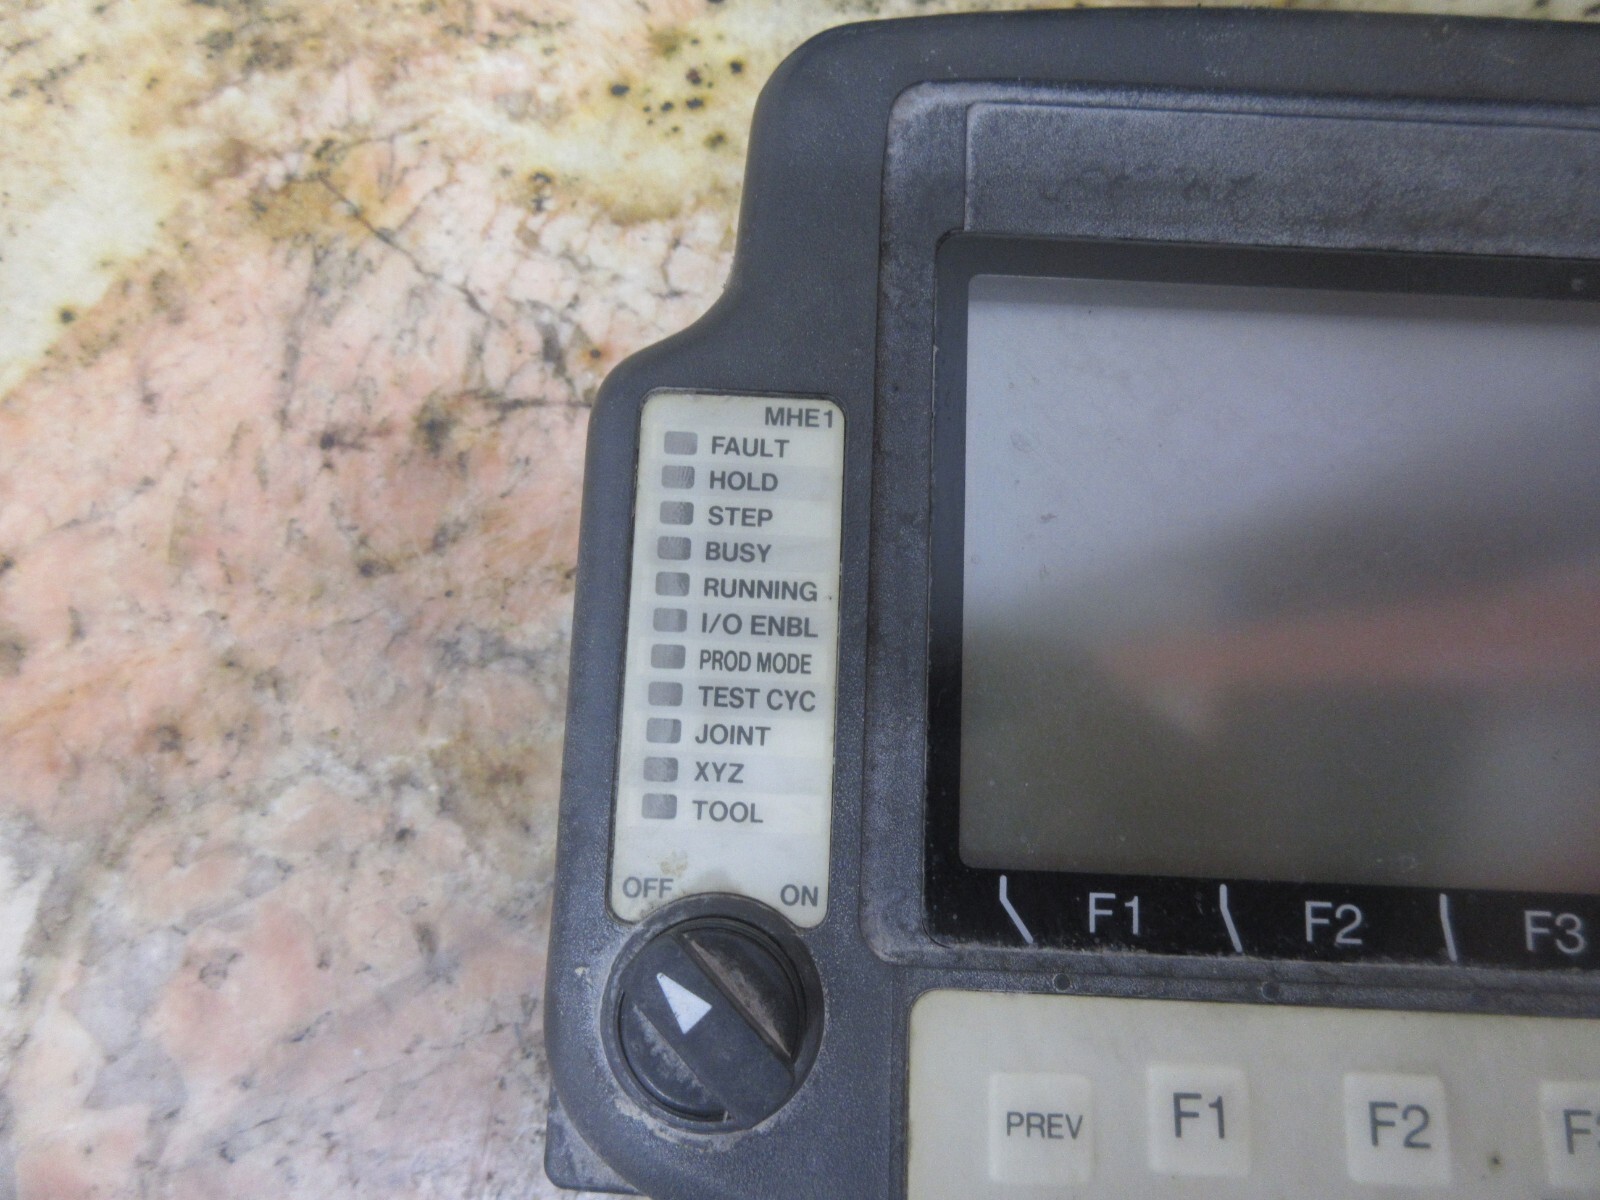 MHE1
FAULT
HOLD
STEP
BUSY
RUNNING
I/O ENBL
PROD MODE
TEST CYC
JOINT
XYZ
TOOL
OFF ON
F1 F2 F3
PREV F1 F2